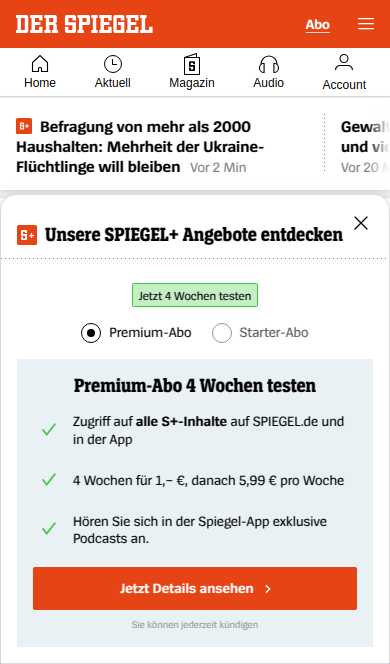 DER SPIEGEL
Abo
Home
Aktuell
Magazin
Audio
Account
S+ Befragung von mehr als 2000
Haushalten: Mehrheit der Ukraine-
Flüchtlinge will bleiben Vor 2 Min
und
Vor 20
S+ Unsere SPIEGEL+ Angebote entdecken
Jetzt 4 Wochen testen
Premium-Abo
Starter-Abo
Premium-Abo 4 Wochen testen
Zugriff auf alle S+-Inhalte auf SPIEGEL.de und
in der App
4 Wochen für 1,– €, danach 5,99 € pro Woche
Hören Sie sich in der Spiegel-App exklusive
Podcasts an.
Jetzt Details ansehen
Sie können jederzeit kündigen